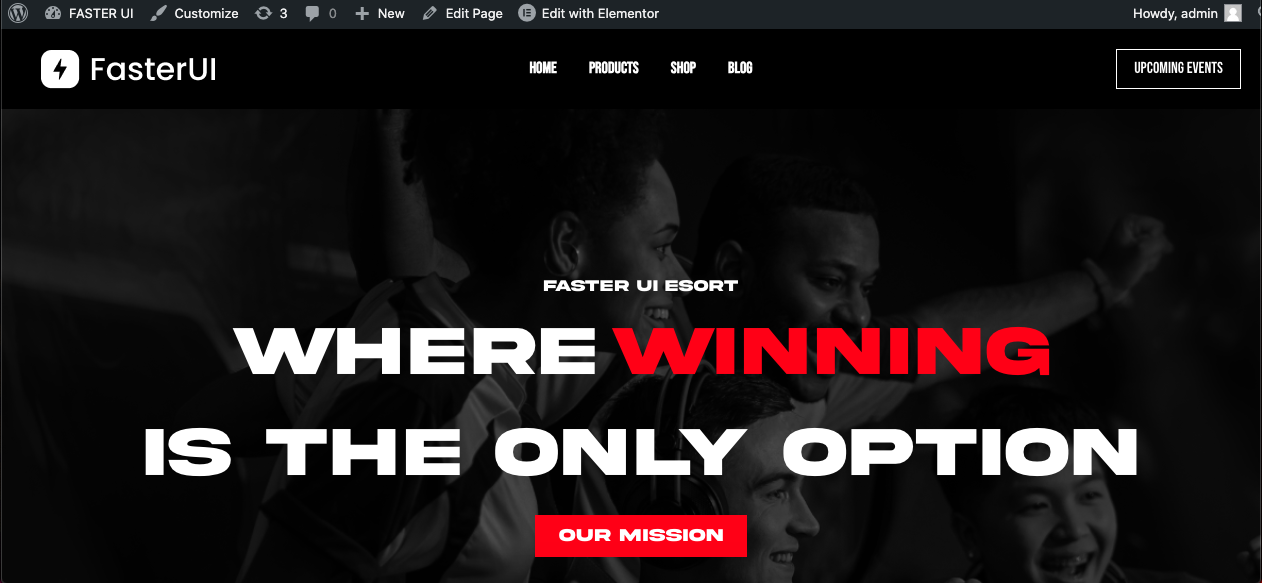 FASTER UI Customize 3 0 New Edit Page Edit with Elementor Howdy, admin
FasterUI HOME PRODUCTS SHOP BLOG UPCOMING EVENTS
FASTER UI ESORT
WHERE WINNING
IS THE ONLY OPTION
OUR MISSION